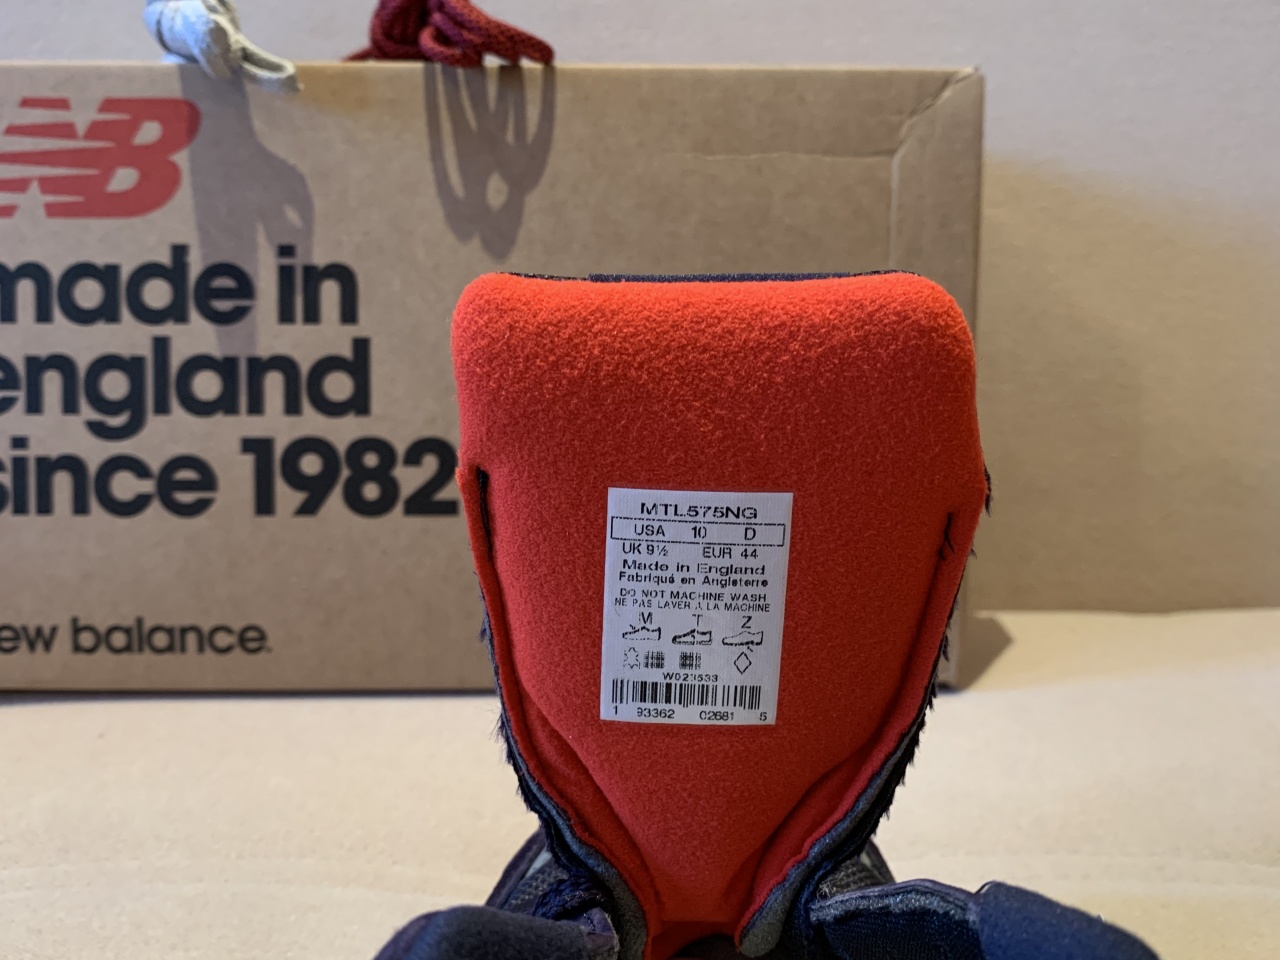 NB
made in
england
since 1982
ew balance.
MTL575NG
USA 10 D
UK 9½ EUR 44
Made in England
Fabriqué en Angleterre
DO NOT MACHINE WASH
NE PAS LAVER À LA MACHINE
M T Z
1 93362 02681 5